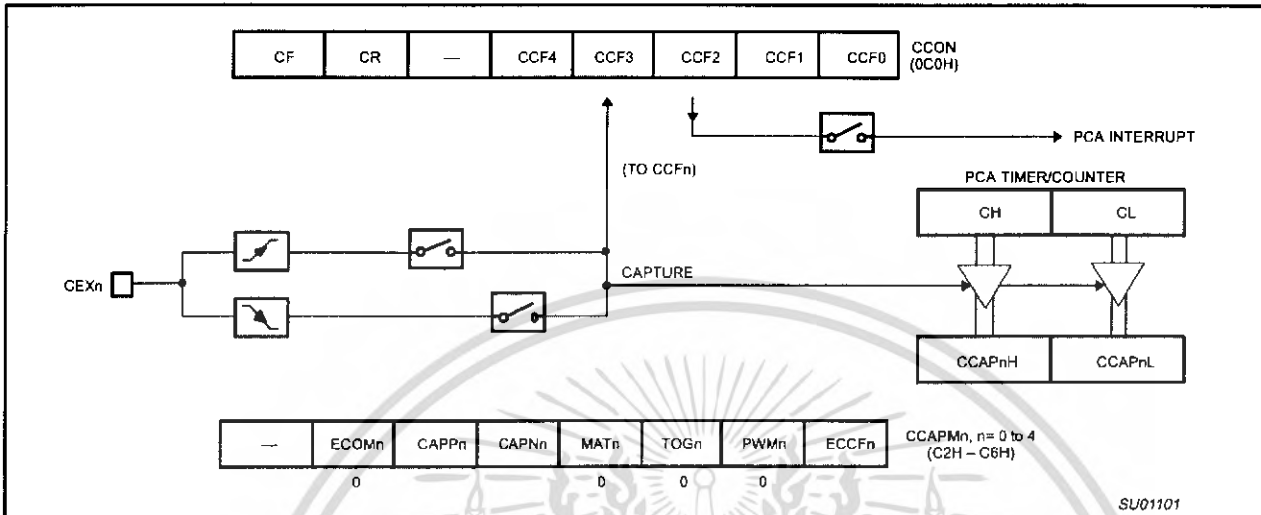 CF CR — CCF4 CCF3 CCF2 CCF1 CCF0 CCON
(0C0H)
PCA INTERRUPT
(TO CCFn)
PCA TIMER/COUNTER
CH CL
CEXn
CAPTURE
CCAPnH CCAPnL
— ECOMn CAPPn CAPNn MATn TOGn PWMn ECCFn CCAPMn, n= 0 to 4
(C2H – C6H)
0 0 0 0
SU01101